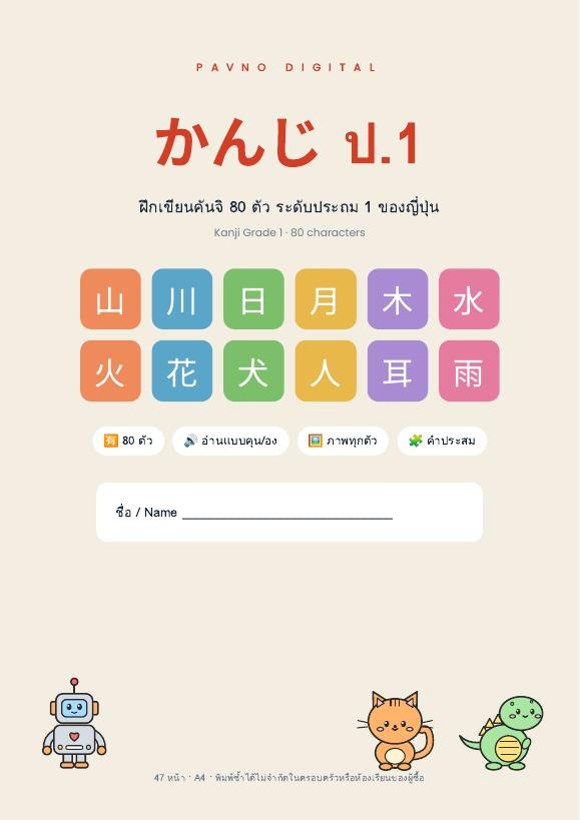 PAVNO DIGITAL
かんじ ป.1
ฝึกเขียนคันจิ 80 ตัว ระดับประถม 1 ของญี่ปุ่น
Kanji Grade 1 · 80 characters
山 川 日 月 木 水
火 花 犬 人 耳 雨
🈶 80 ตัว 🔊 อ่านแบบคุน/อง 🖼️ ภาพทุกตัว 🧩 คำประสม
ชื่อ / Name ______________________________
47 หน้า · A4 · พิมพ์ซ้ำได้ไม่จำกัดในครอบครัวหรือห้องเรียนของผู้ซื้อ